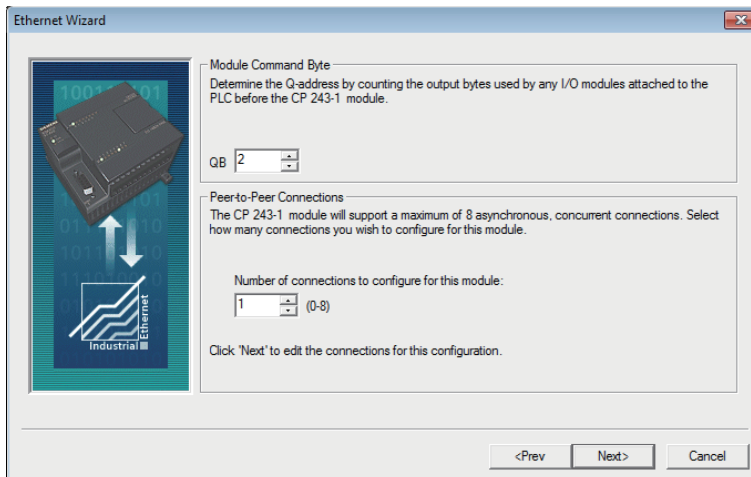 Ethernet Wizard
Module Command Byte
Determine the Q-address by counting the output bytes used by any I/O modules attached to the
PLC before the CP 243-1 module.
QB 2
Peer-to-Peer Connections
The CP 243-1 module will support a maximum of 8 asynchronous, concurrent connections. Select
how many connections you wish to configure for this module.
Number of connections to configure for this module:
1 (0-8)
Click 'Next' to edit the connections for this configuration.
Industrial
Ethernet
<Prev
Next>
Cancel